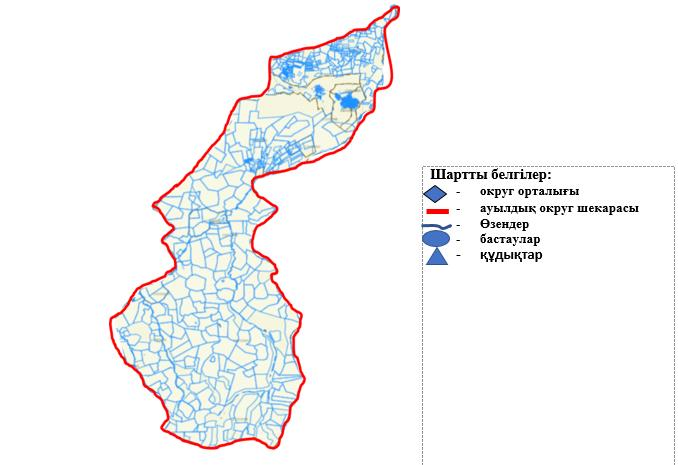 Шартты белгілер:
- округ орталығы
- ауылдық округ шекарасы
- Өзендер
- бастаулар
- құдықтар